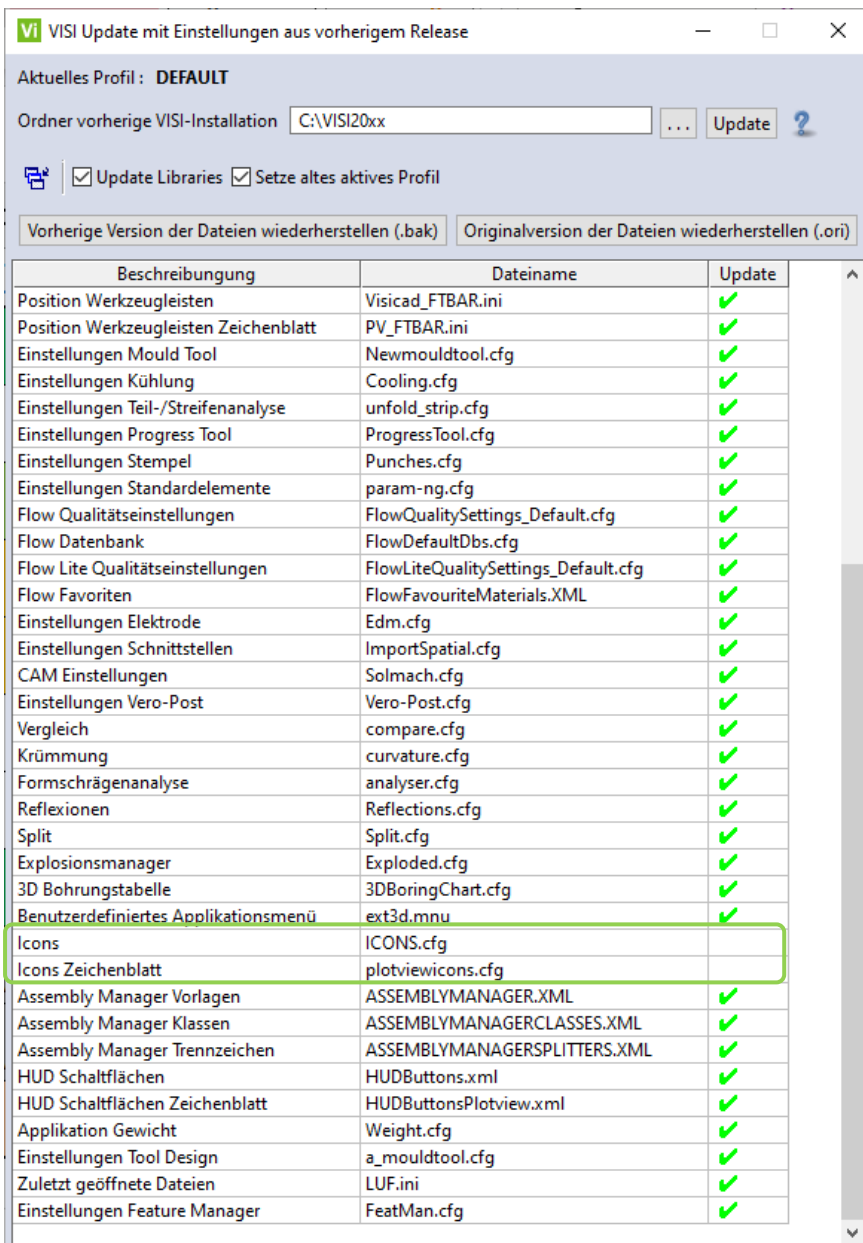 Vi VISI Update mit Einstellungen aus vorherigem Release
Aktuelles Profil : DEFAULT
Ordner vorherige VISI-Installation C:\VISI20xx ... Update ?
Update Libraries Setze altes aktives Profil
Vorherige Version der Dateien wiederherstellen (.bak) Originalversion der Dateien wiederherstellen (.ori)
Beschreibungung Dateiname Update
Position Werkzeugleisten Visicad_FTBAR.ini
Position Werkzeugleisten Zeichenblatt PV_FTBAR.ini
Einstellungen Mould Tool Newmouldtool.cfg
Einstellungen Kühlung Cooling.cfg
Einstellungen Teil-/Streifenanalyse unfold_strip.cfg
Einstellungen Progress Tool ProgressTool.cfg
Einstellungen Stempel Punches.cfg
Einstellungen Standardelemente param-ng.cfg
Flow Qualitätseinstellungen FlowQualitySettings_Default.cfg
Flow Datenbank FlowDefaultDbs.cfg
Flow Lite Qualitätseinstellungen FlowLiteQualitySettings_Default.cfg
Flow Favoriten FlowFavouriteMaterials.XML
Einstellungen Elektrode Edm.cfg
Einstellungen Schnittstellen ImportSpatial.cfg
CAM Einstellungen Solmach.cfg
Einstellungen Vero-Post Vero-Post.cfg
Vergleich compare.cfg
Krümmung curvature.cfg
Formschrägenanalyse analyser.cfg
Reflexionen Reflections.cfg
Split Split.cfg
Explosionsmanager Exploded.cfg
3D Bohrungstabelle 3DBoringChart.cfg
Benutzerdefiniertes Applikationsmenü ext3d.mnu
Icons ICONS.cfg
Icons Zeichenblatt plotviewicons.cfg
Assembly Manager Vorlagen ASSEMBLYMANAGER.XML
Assembly Manager Klassen ASSEMBLYMANAGERCLASSES.XML
Assembly Manager Trennzeichen ASSEMBLYMANAGERSPLITTERS.XML
HUD Schaltflächen HUDButtons.xml
HUD Schaltflächen Zeichenblatt HUDButtonsPlotview.xml
Applikation Gewicht Weight.cfg
Einstellungen Tool Design a_mouldtool.cfg
Zuletzt geöffnete Dateien LUF.ini
Einstellungen Feature Manager FeatMan.cfg